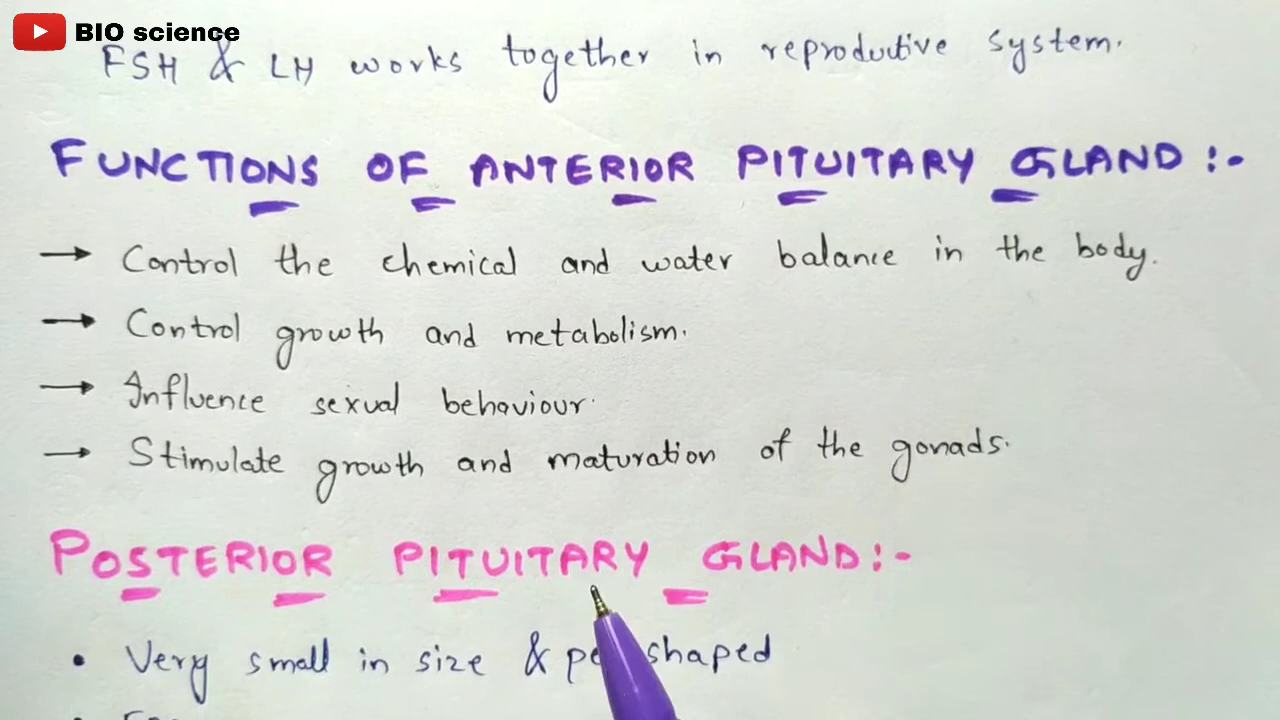 BIO science
FSH & LH works together in reproductive system.
FUNCTIONS OF ANTERIOR PITUITARY GLAND :-
→ Control the chemical and water balance in the body.
→ Control growth and metabolism.
→ Influence sexual behaviour.
→ Stimulate growth and maturation of the gonads.
POSTERIOR PITUITARY GLAND :-
• Very small in size & shaped